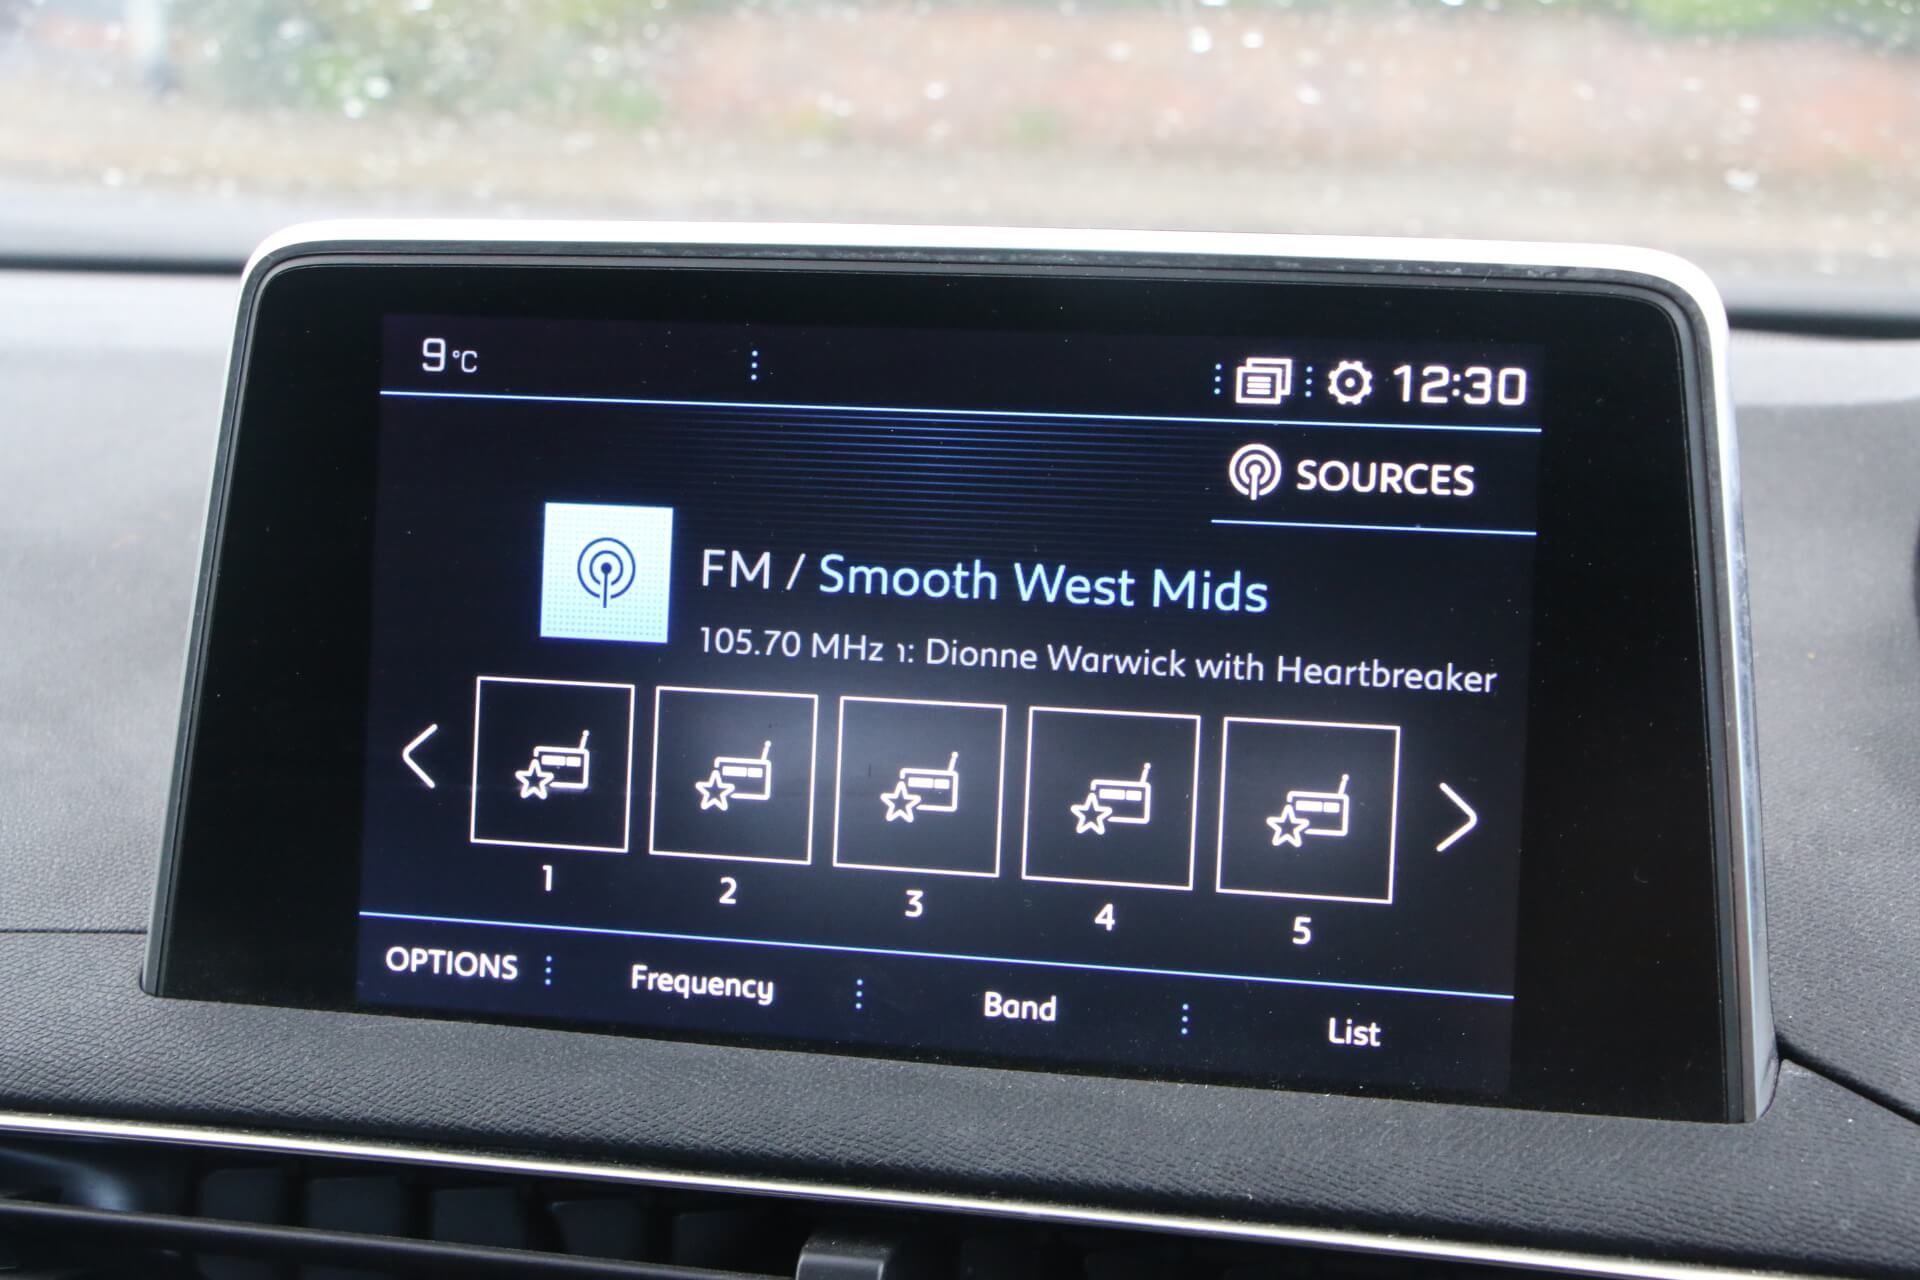 9°C
12:30
SOURCES
FM / Smooth West Mids
105.70 MHz : Dionne Warwick with Heartbreaker
1 2 3 4 5
OPTIONS Frequency Band List